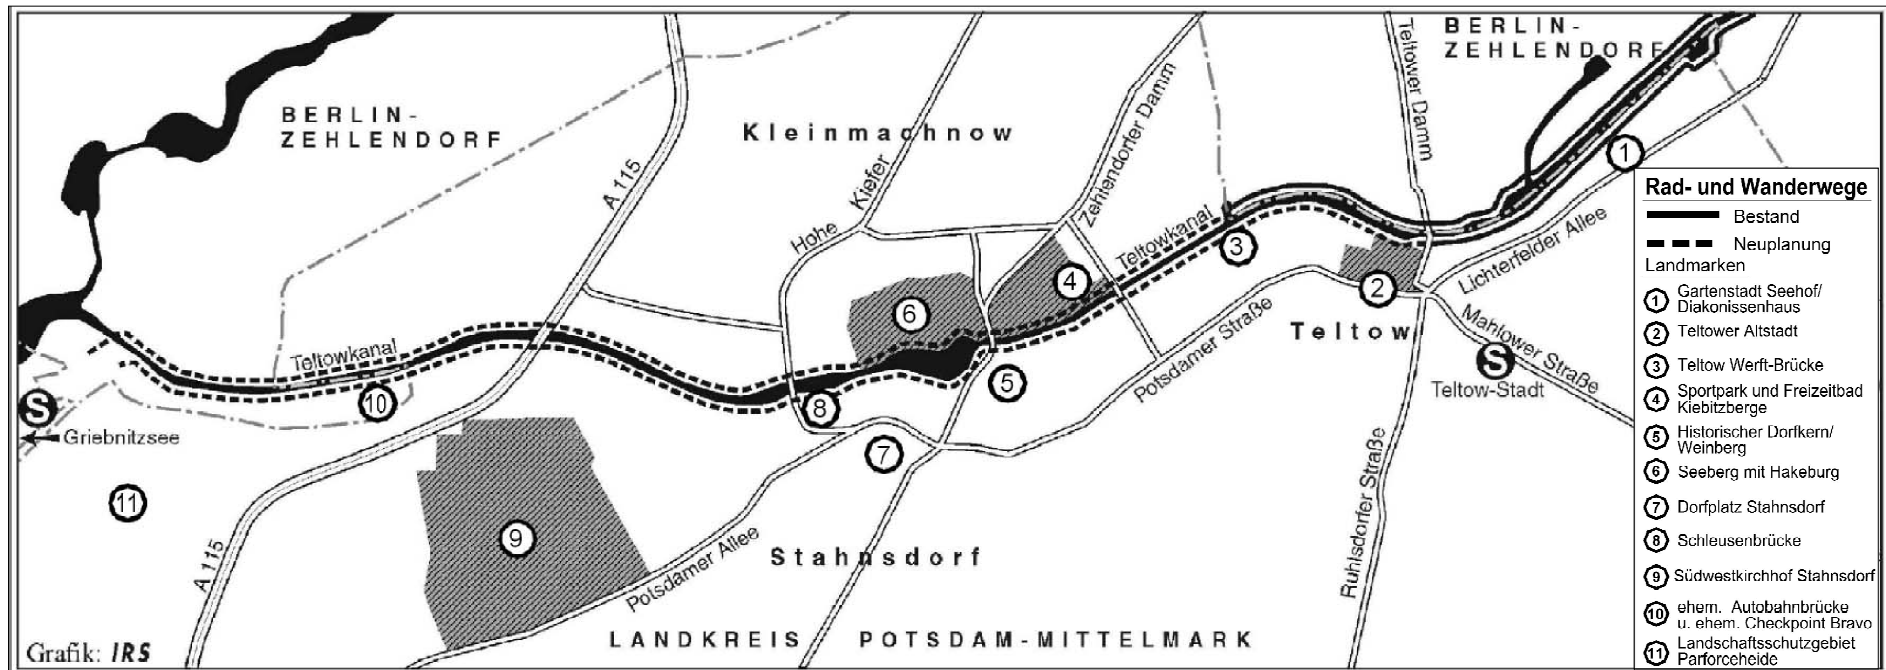 BERLIN-
ZEHLENDORF
BERLIN-
ZEHLENDORF
Kleinmachnow
A 115
Hohe
Kiefer
Zehlendorfer Damm
Teltower Damm
Teltowkanal
Teltowkanal
Lichterfelder Allee
Mahlower Straße
Potsdamer Straße
Teltow
S
Teltow-Stadt
S
Griebnitzsee
Ruhlsdorfer Straße
A 115
Potsdamer Allee
Stahnsdorf
LANDKREIS POTSDAM-MITTELMARK
Grafik: IRS
1
2
3
4
5
6
7
8
9
10
11
Rad- und Wanderwege
Bestand
Neuplanung
Landmarken
1 Gartenstadt Seehof/
Diakonissenhaus
2 Teltower Altstadt
3 Teltow Werft-Brücke
4 Sportpark und Freizeitbad
Kiebitzberge
5 Historischer Dorfkern/
Weinberg
6 Seeberg mit Hakeburg
7 Dorfplatz Stahnsdorf
8 Schleusenbrücke
9 Südwestkirchhof Stahnsdorf
10 ehem. Autobahnbrücke
u. ehem. Checkpoint Bravo
11 Landschaftsschutzgebiet
Parforceheide